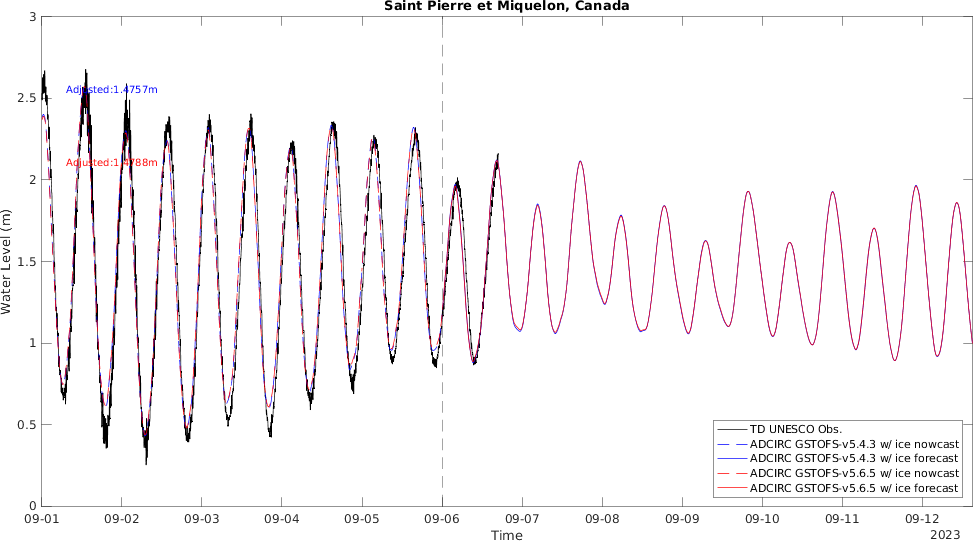 Saint Pierre et Miquelon, Canada
3
2.5
2
1.5
1
0.5
0
Water Level (m)
Adjusted:1.4757m
Adjusted:1.4788m
TD UNESCO Obs.
ADCIRC GSTOFS-v5.4.3 w/ ice nowcast
ADCIRC GSTOFS-v5.4.3 w/ ice forecast
ADCIRC GSTOFS-v5.6.5 w/ ice nowcast
ADCIRC GSTOFS-v5.6.5 w/ ice forecast
09-01 09-02 09-03 09-04 09-05 09-06 09-07 09-08 09-09 09-10 09-11 09-12
Time
2023